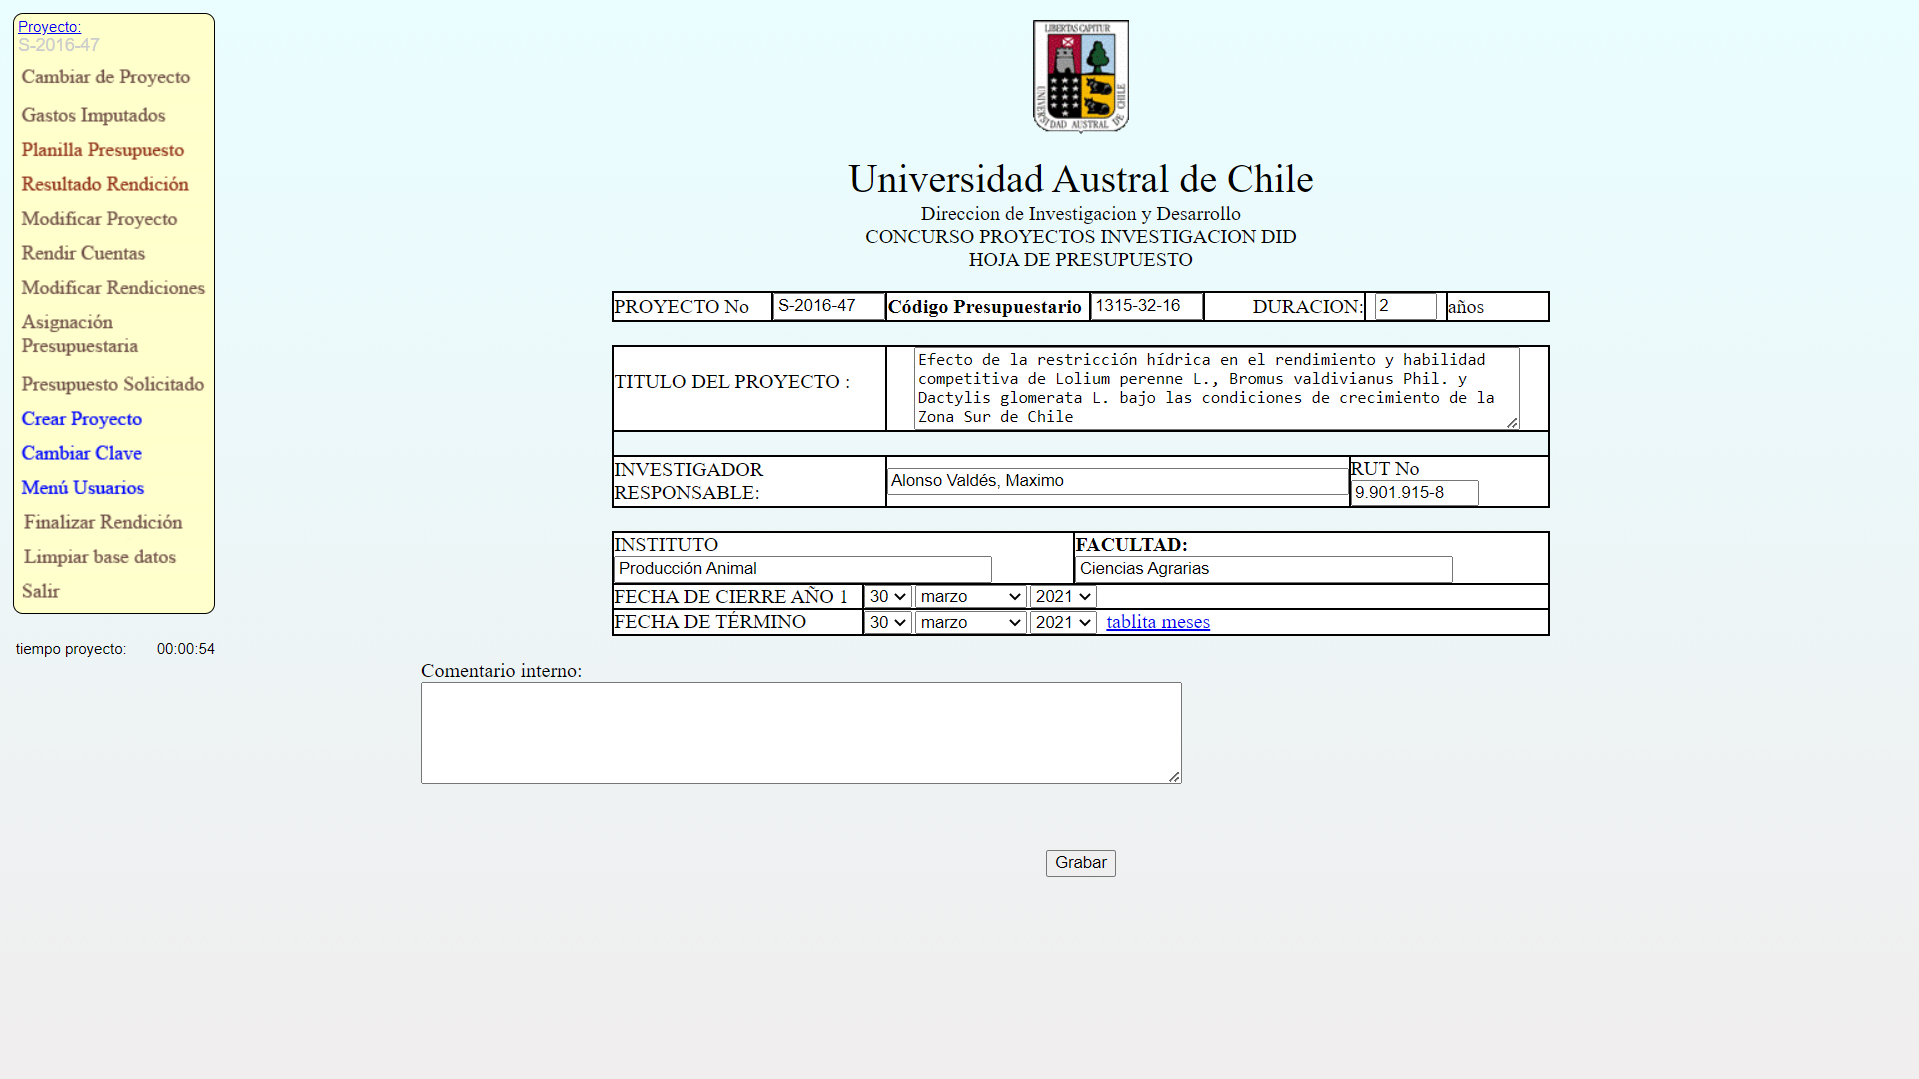 Proyecto:
S-2016-47
Cambiar de Proyecto
Gastos Imputados
Planilla Presupuesto
Resultado Rendición
Modificar Proyecto
Rendir Cuentas
Modificar Rendiciones
Asignación
Presupuestaria
Presupuesto Solicitado
Crear Proyecto
Cambiar Clave
Menú Usuarios
Finalizar Rendición
Limpiar base datos
Salir
tiempo proyecto: 00:00:54
LIBERTAS CAPITUR
UNIVERSIDAD AUSTRAL DE CHILE
Universidad Austral de Chile
Direccion de Investigacion y Desarrollo
CONCURSO PROYECTOS INVESTIGACION DID
HOJA DE PRESUPUESTO
PROYECTO No S-2016-47 Código Presupuestario 1315-32-16 DURACION: 2 años
TITULO DEL PROYECTO :
Efecto de la restricción hídrica en el rendimiento y habilidad
competitiva de Lolium perenne L., Bromus valdivianus Phil. y
Dactylis glomerata L. bajo las condiciones de crecimiento de la
Zona Sur de Chile
INVESTIGADOR
RESPONSABLE:
Alonso Valdés, Maximo
RUT No
9.901.915-8
INSTITUTO
Producción Animal
FACULTAD:
Ciencias Agrarias
FECHA DE CIERRE AÑO 1 30 marzo 2021
FECHA DE TÉRMINO 30 marzo 2021 tablita meses
Comentario interno:
Grabar